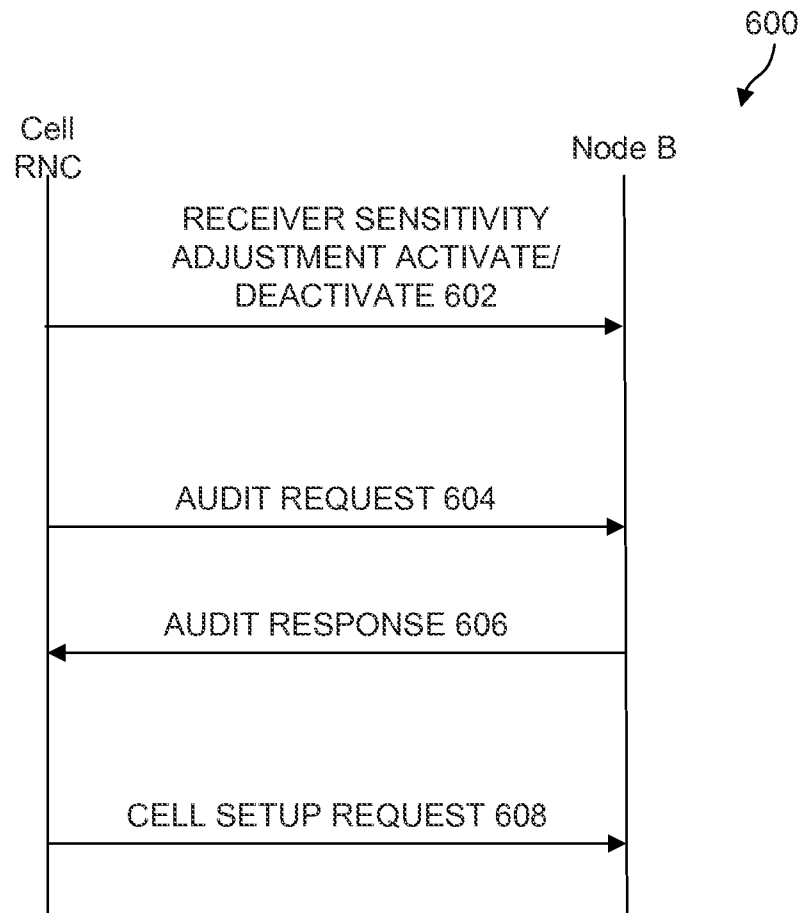 600
Cell
RNC
Node B
RECEIVER SENSITIVITY
ADJUSTMENT ACTIVATE/
DEACTIVATE 602
AUDIT REQUEST 604
AUDIT RESPONSE 606
CELL SETUP REQUEST 608